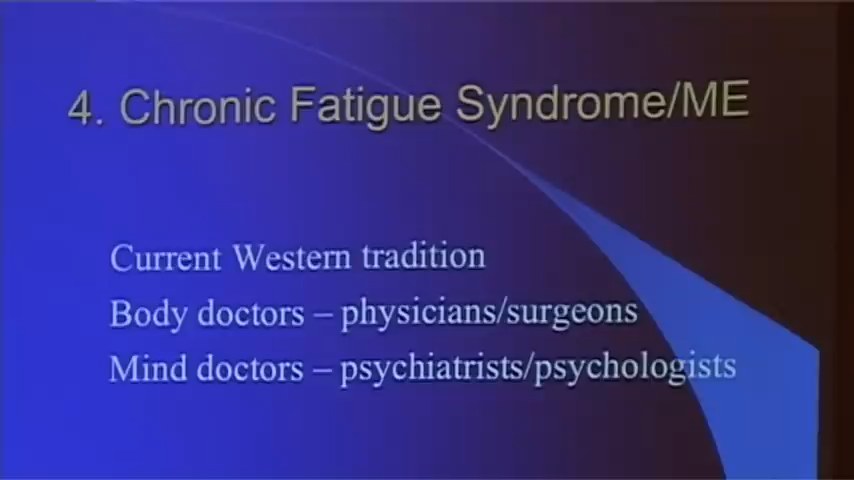 4. Chronic Fatigue Syndrome/ME
Current Western tradition
Body doctors – physicians/surgeons
Mind doctors – psychiatrists/psychologists